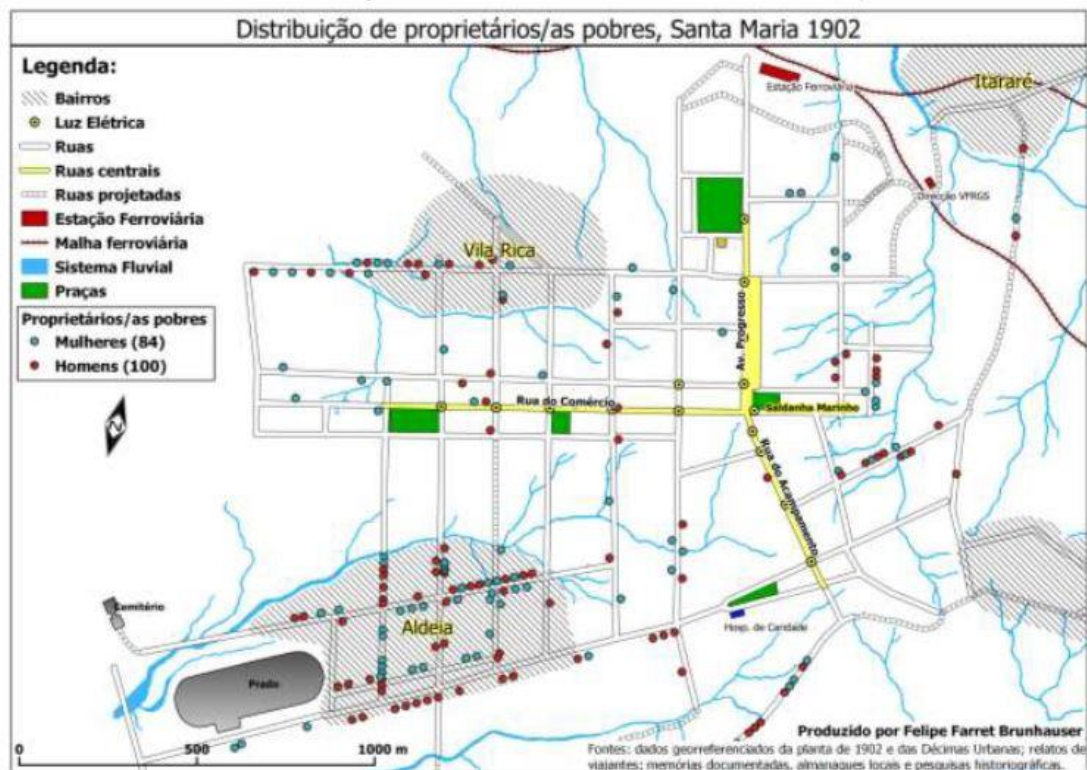 Distribuição de proprietários/as pobres, Santa Maria 1902
Legenda:
Bairros
Luz Elétrica
Ruas
Ruas centrais
Ruas projetadas
Estação Ferroviária
Malha ferroviária
Sistema Fluvial
Praças
Proprietários/as pobres
Mulheres (84)
Homens (100)
Estação Ferroviária
Itararé
Direcção VFRGS
Vila Rica
Av. Progresso
Rua do Comércio
Saldanha Marinho
Rua do Acampamento
Cemitério
Aldeia
Prado
Hosp. de Caridade
N
0 500 1000 m
Produzido por Felipe Farret Brunhauser
Fontes: dados georreferenciados da planta de 1902 e das Décimas Urbanas; relatos de
viajantes; memórias documentadas, almanaques locais e pesquisas historiográficas.